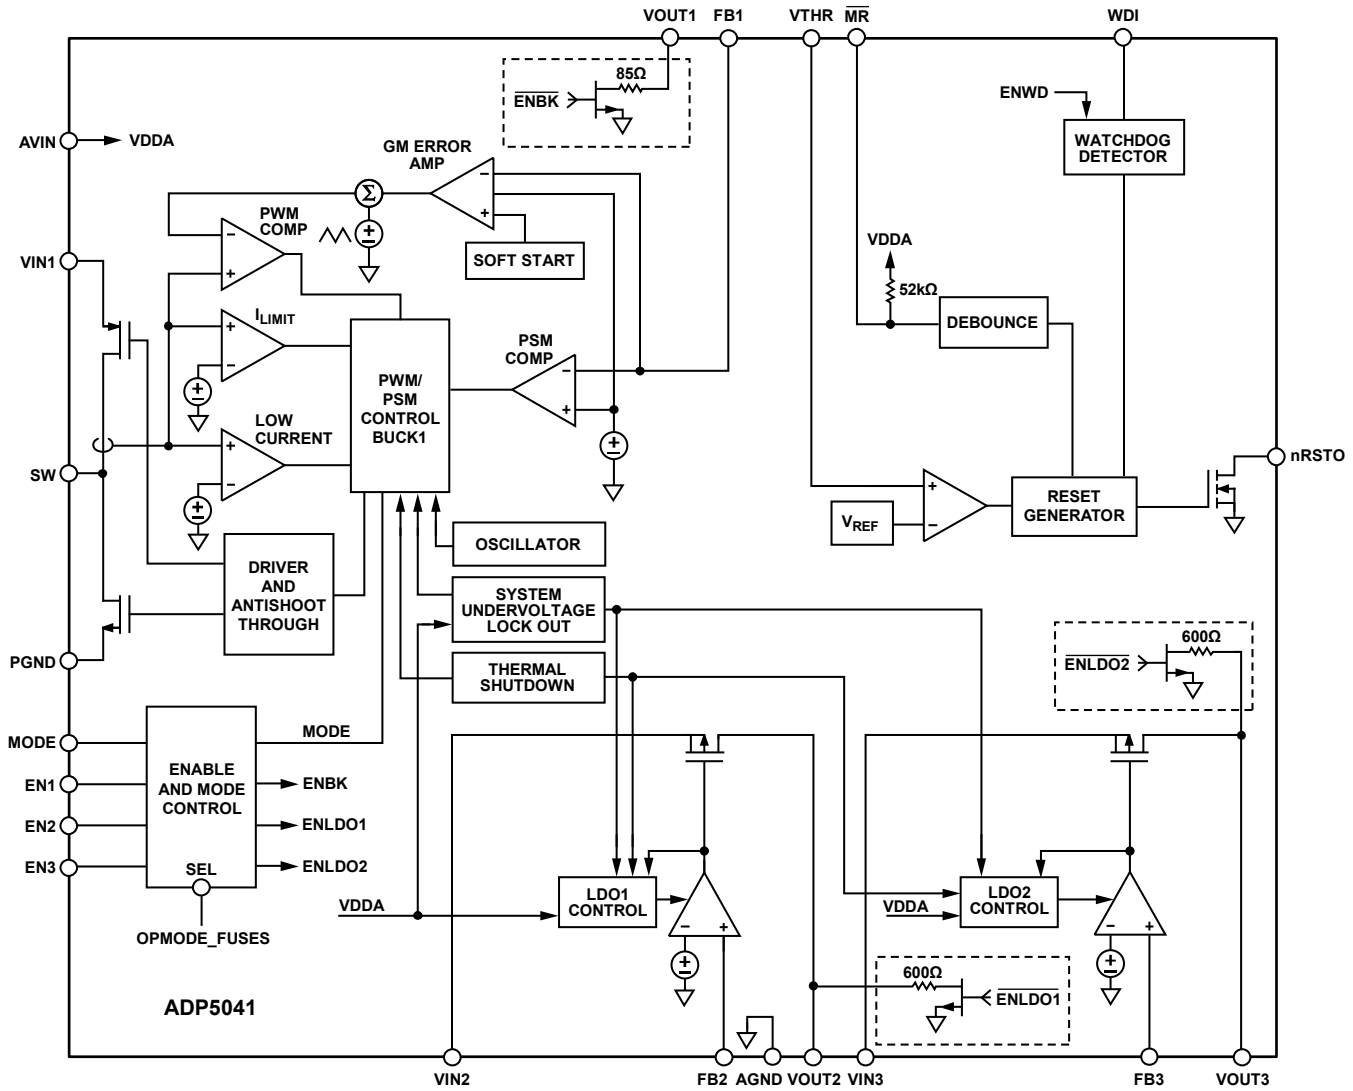 VOUT1 FB1 VTHR MR WDI
85Ω
ENBK
ENWD
AVIN
VDDA
WATCHDOG
DETECTOR
GM ERROR
AMP
−
+
Σ
PWM
COMP
−
+
+
−
SOFT START
VDDA
VIN1
52kΩ
DEBOUNCE
ILIMIT
+
−
+
−
PSM
COMP
−
+
PWM/
PSM
CONTROL
BUCK1
LOW
CURRENT
+
−
+
−
+
−
SW
nRSTO
+
−
VREF
RESET
GENERATOR
OSCILLATOR
DRIVER
AND
ANTISHOOT
THROUGH
SYSTEM
UNDERVOLTAGE
LOCK OUT
THERMAL
SHUTDOWN
600Ω
ENLDO2
PGND
MODE
EN1
EN2
EN3
ENABLE
AND MODE
CONTROL
SEL
MODE
ENBK
ENLDO1
ENLDO2
OPMODE_FUSES
VDDA
LDO1
CONTROL
− +
+
−
VDDA
LDO2
CONTROL
− +
+
−
600Ω
ENLDO1
ADP5041
VIN2 FB2 AGND VOUT2 VIN3 FB3 VOUT3